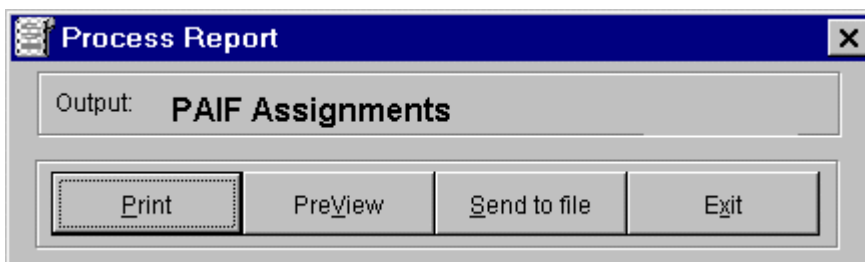 Process Report
Output: PAIF Assignments
Print PreView Send to file Exit